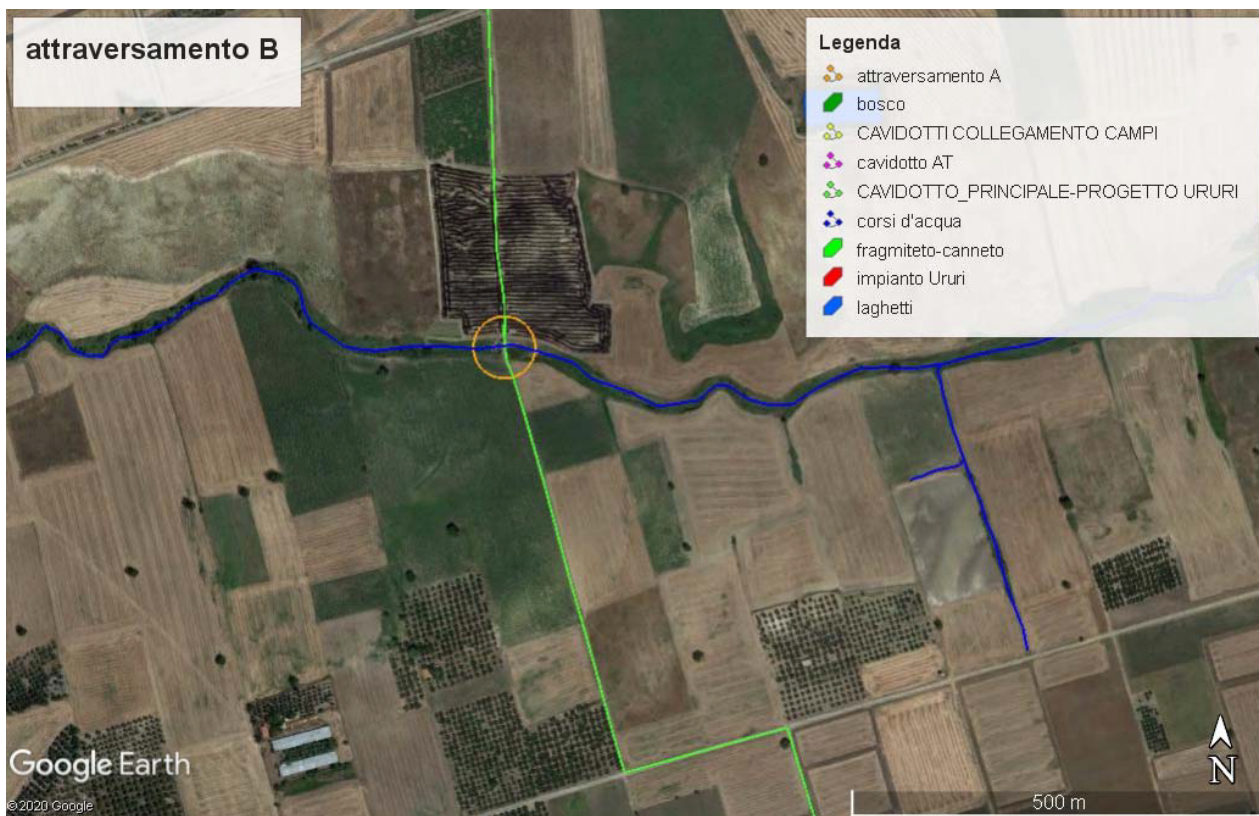 attraversamento B
Legenda
attraversamento A
bosco
CAVIDOTTI COLLEGAMENTO CAMPI
cavidotto AT
CAVIDOTTO_PRINCIPALE-PROGETTO URURI
corsi d'acqua
fragmiteto-canneto
impianto Ururi
laghetti
Google Earth
N
©2020 Google
500 m